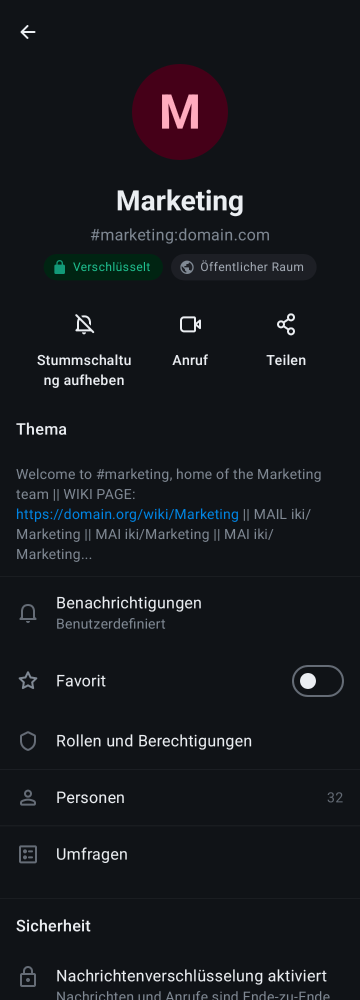 M
Marketing
#marketing:domain.com
Verschlüsselt
Öffentlicher Raum
Stummschaltu
ng aufheben
Anruf
Teilen
Thema
Welcome to #marketing, home of the Marketing
team || WIKI PAGE:
https://domain.org/wiki/Marketing || MAIL iki/
Marketing || MAI iki/Marketing || MAI iki/
Marketing...
Benachrichtigungen
Benutzerdefiniert
Favorit
Rollen und Berechtigungen
Personen
32
Umfragen
Sicherheit
Nachrichtenverschlüsselung aktiviert
Nachrichten und Anrufe sind Ende-zu-Ende